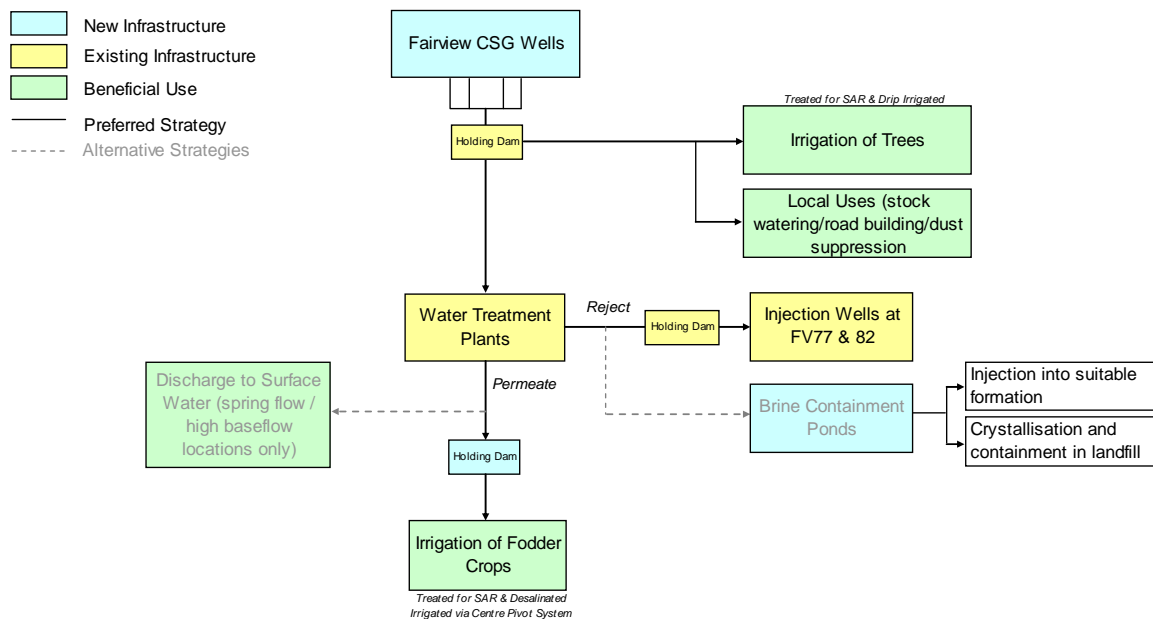 New Infrastructure
Existing Infrastructure
Beneficial Use
Preferred Strategy
Alternative Strategies
Fairview CSG Wells
Holding Dam
Treated for SAR & Drip Irrigated
Irrigation of Trees
Local Uses (stock
watering/road building/dust
suppression
Water Treatment
Plants
Reject
Holding Dam
Injection Wells at
FV77 & 82
Permeate
Discharge to Surface
Water (spring flow /
high baseflow
locations only)
Brine Containment
Ponds
Injection into suitable
formation
Crystallisation and
containment in landfill
Holding Dam
Irrigation of Fodder
Crops
Treated for SAR & Desalinated
Irrigated via Centre Pivot System